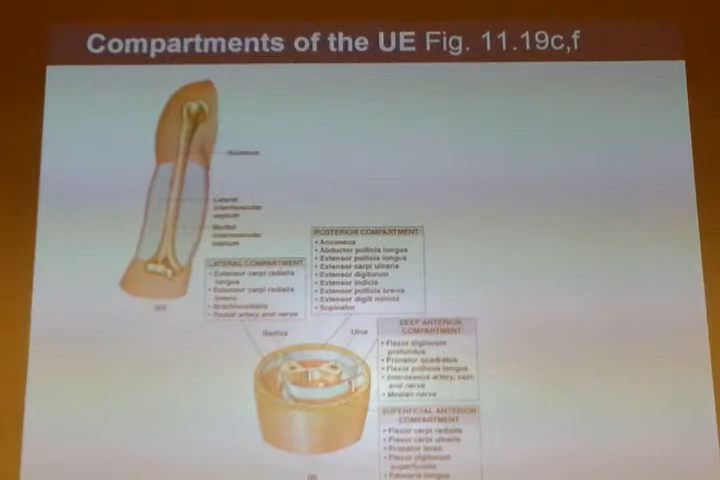 Compartments of the UE Fig. 11.19c,f
Humerus
Lateral
intermuscular
septum
Medial
intermuscular
septum
POSTERIOR COMPARTMENT
• Anconeus
• Abductor pollicis longus
• Extensor pollicis longus
• Extensor carpi ulnaris
• Extensor digitorum
• Extensor indicis
• Extensor pollicis brevis
• Extensor digiti minimi
• Supinator
LATERAL COMPARTMENT
• Extensor carpi radialis
longus
• Extensor carpi radialis
brevis
• Brachioradialis
• Radial artery and nerve
Radius
Ulna
DEEP ANTERIOR
COMPARTMENT
• Flexor digitorum
profundus
• Pronator quadratus
• Flexor pollicis longus
• Interosseus artery, vein,
and nerve
• Median nerve
SUPERFICIAL ANTERIOR
COMPARTMENT
• Flexor carpi radialis
• Flexor carpi ulnaris
• Pronator teres
• Flexor digitorum
superficialis
• Palmaris longus